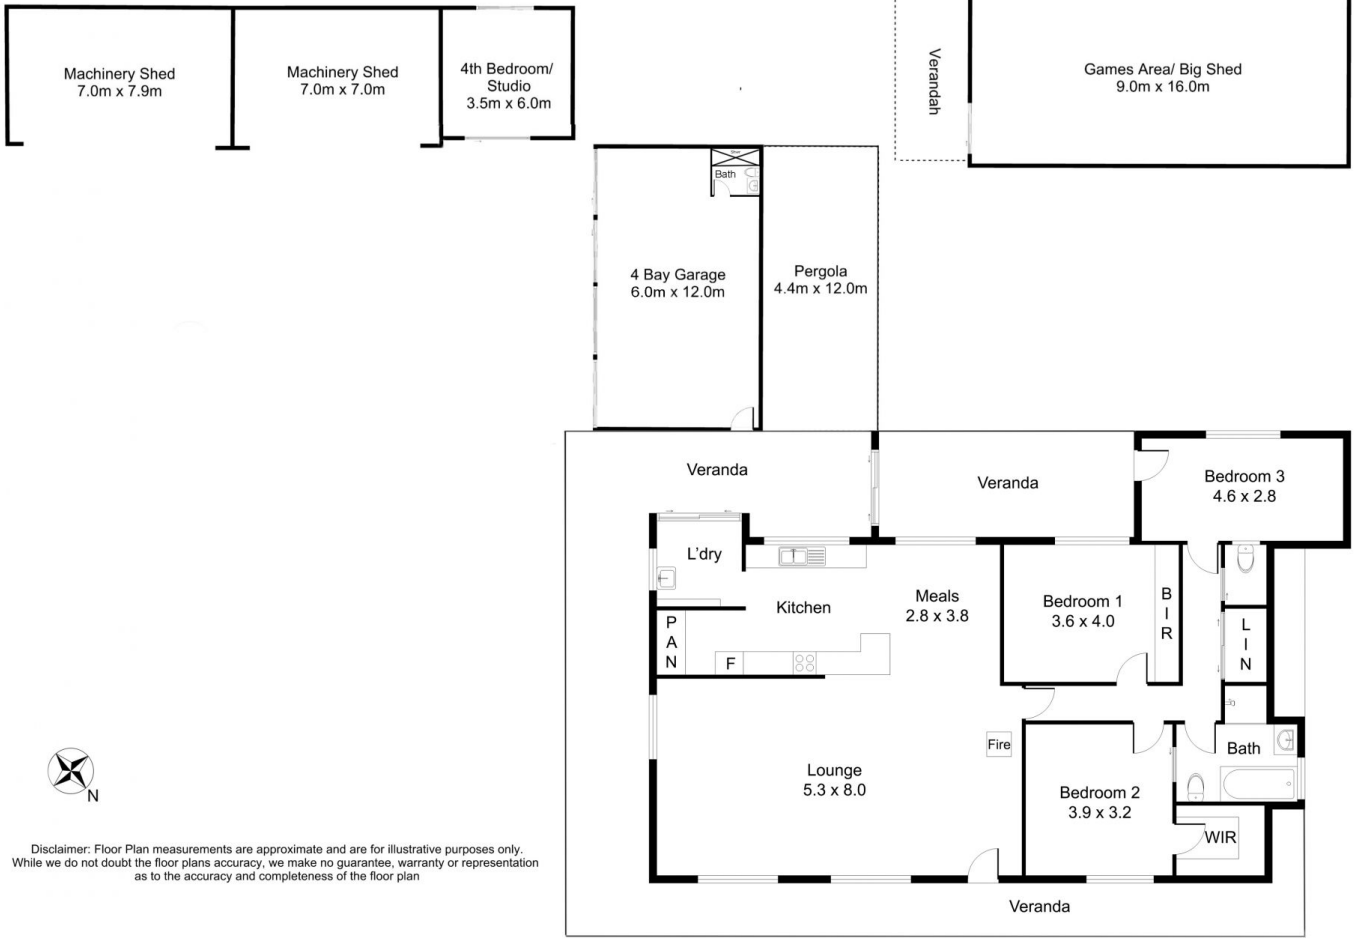 Machinery Shed
7.0m x 7.9m
Machinery Shed
7.0m x 7.0m
4th Bedroom/
Studio
3.5m x 6.0m
Verandah
Games Area/ Big Shed
9.0m x 16.0m
Bath
4 Bay Garage
6.0m x 12.0m
Pergola
4.4m x 12.0m
Veranda
Veranda
Bedroom 3
4.6 x 2.8
L'dry
Kitchen
Meals
2.8 x 3.8
Bedroom 1
3.6 x 4.0
BIR
LIN
PAN
F
Fire
Lounge
5.3 x 8.0
Bedroom 2
3.9 x 3.2
Bath
WIR
Veranda
N
Disclaimer: Floor Plan measurements are approximate and are for illustrative purposes only.
While we do not doubt the floor plans accuracy, we make no guarantee, warranty or representation
as to the accuracy and completeness of the floor plan